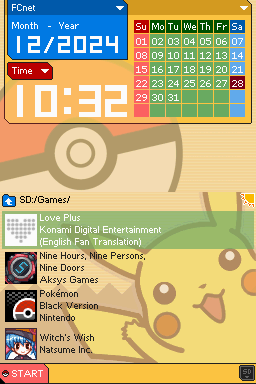 FCnet
Month - Year
12/2024
Time
10:32
Su Mo Tu We Th Fr Sa
01 02 03 04 05 06 07
08 09 10 11 12 13 14
15 16 17 18 19 20 21
22 23 24 25 26 27 28
29 30 31
SD:/Games/
Love Plus
Konami Digital Entertainment
(English Fan Translation)
Nine Hours, Nine Persons,
Nine Doors
Aksys Games
Pokémon
Black Version
Nintendo
Witch's Wish
Natsume Inc.
START
SD